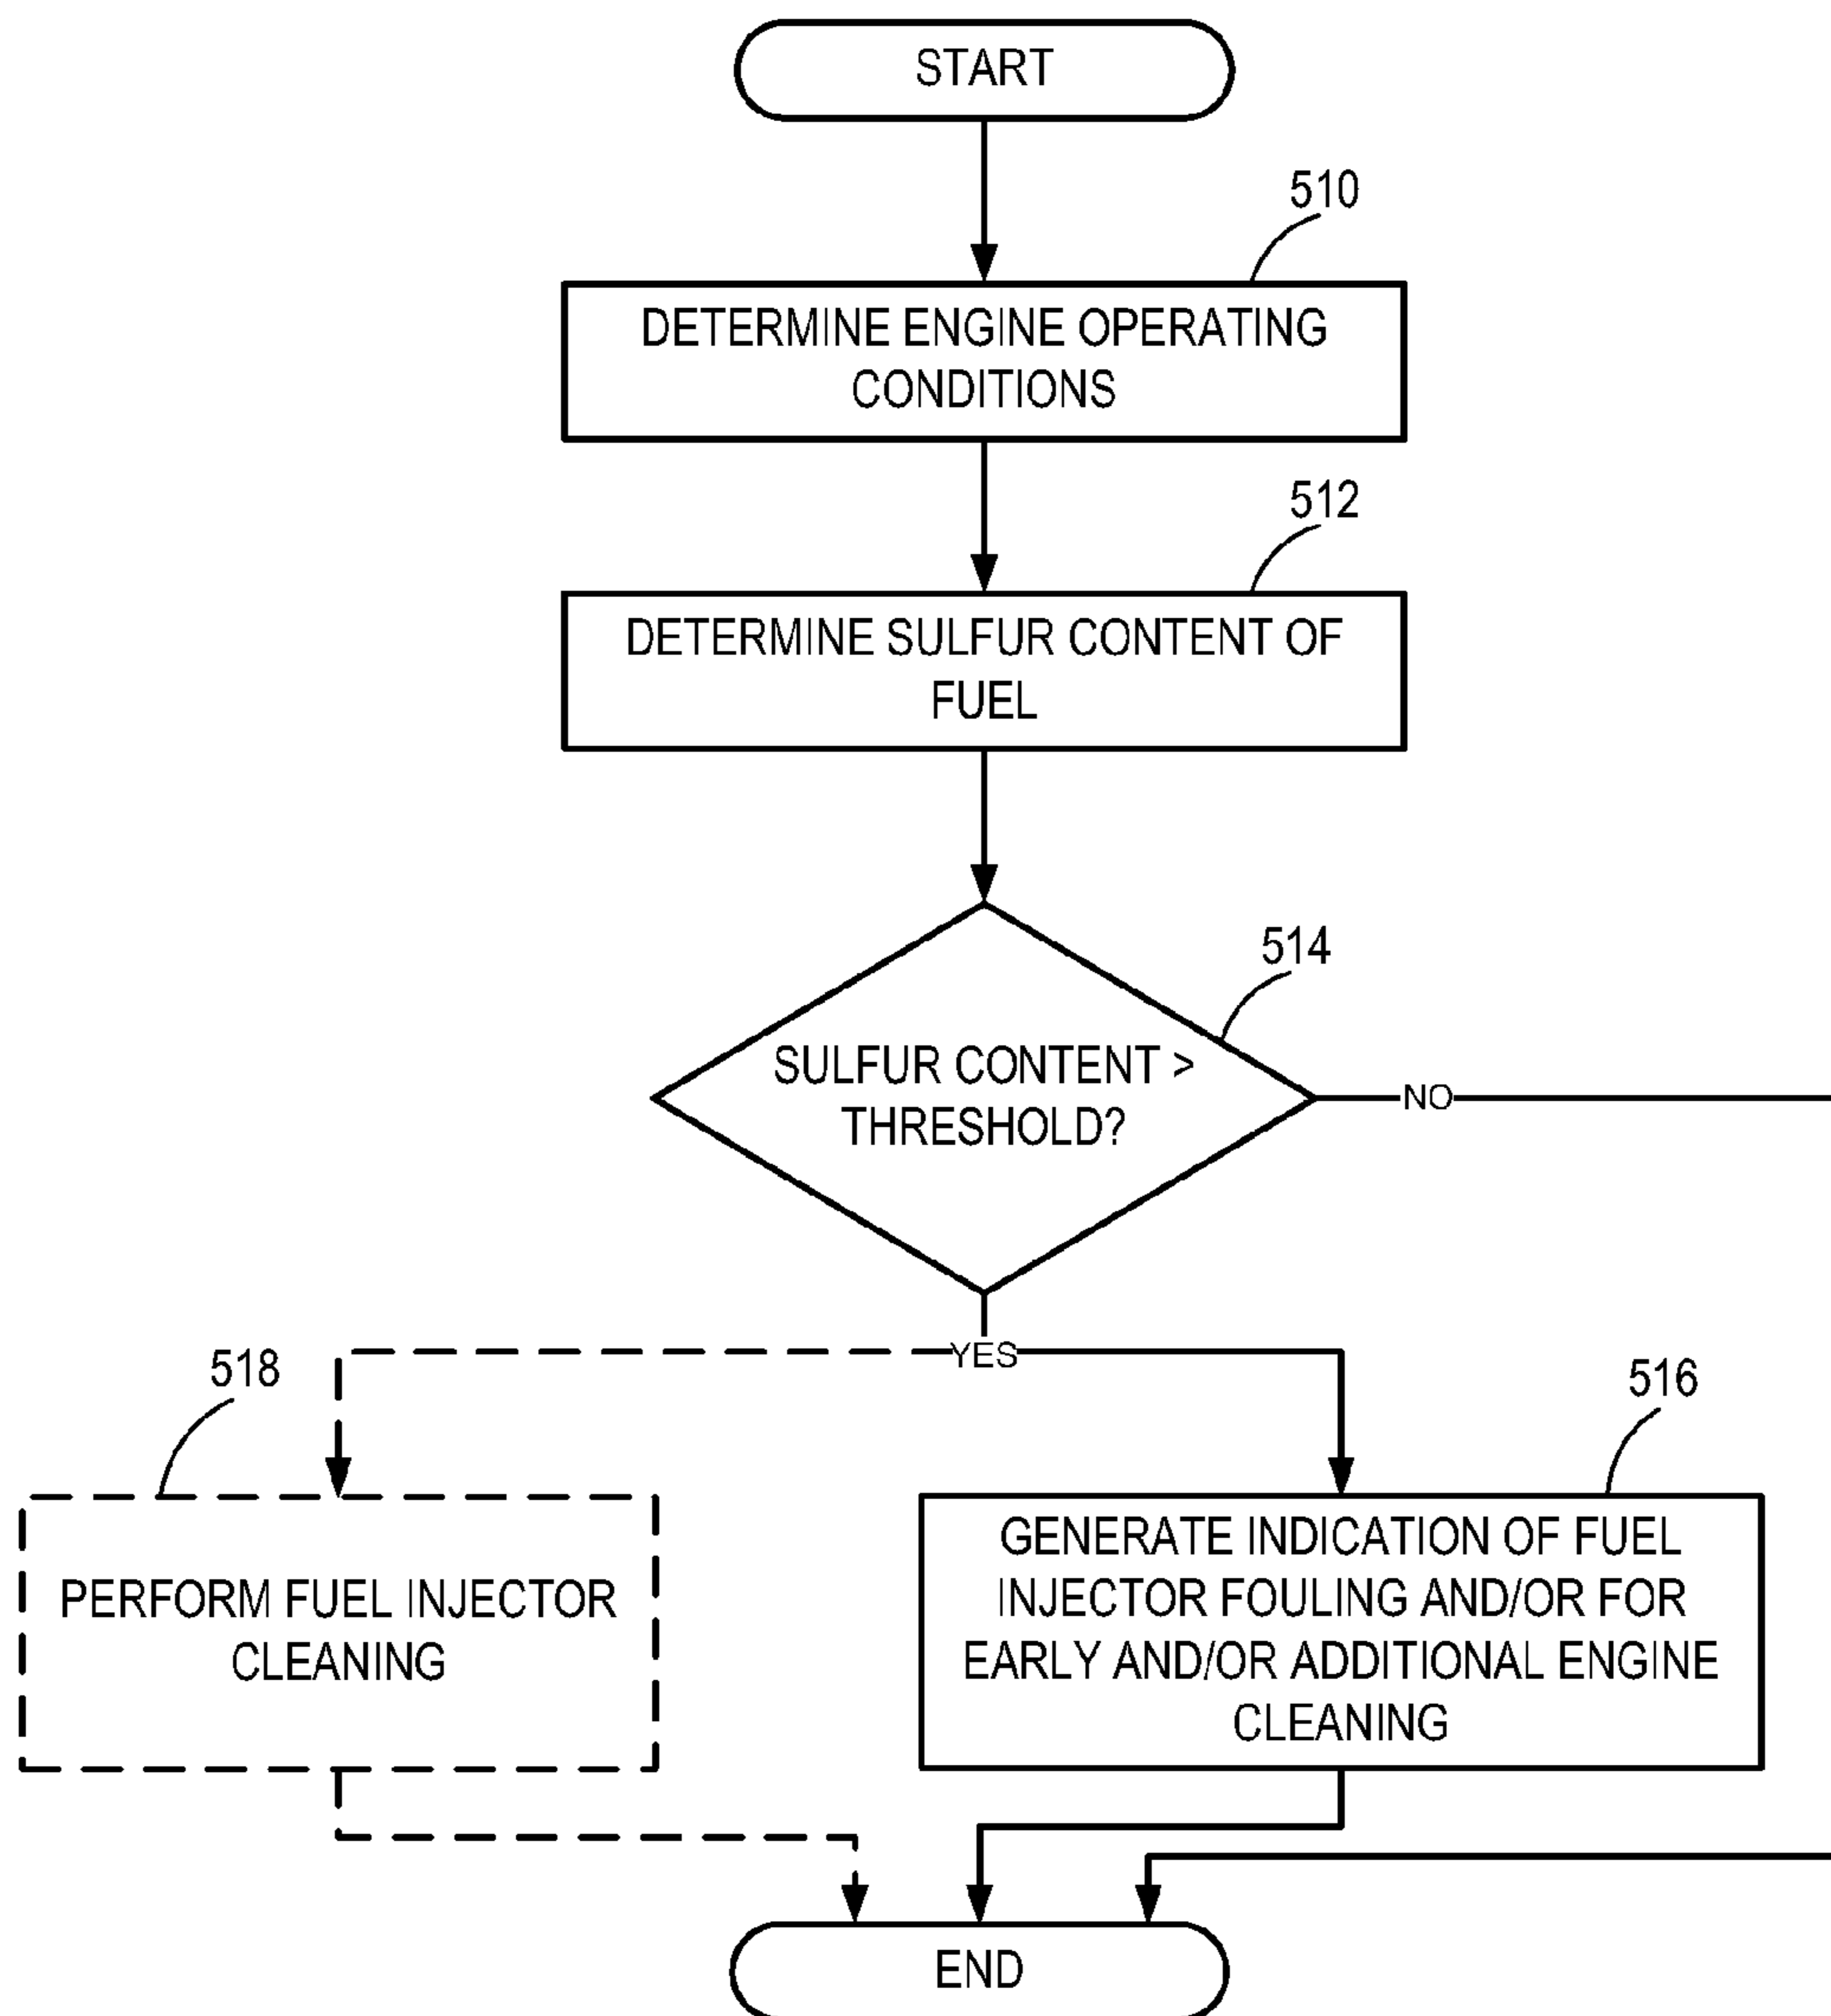 START
510
DETERMINE ENGINE OPERATING
CONDITIONS
512
DETERMINE SULFUR CONTENT OF
FUEL
514
SULFUR CONTENT >
THRESHOLD?
NO
YES
518
516
PERFORM FUEL INJECTOR
CLEANING
GENERATE INDICATION OF FUEL
INJECTOR FOULING AND/OR FOR
EARLY AND/OR ADDITIONAL ENGINE
CLEANING
END